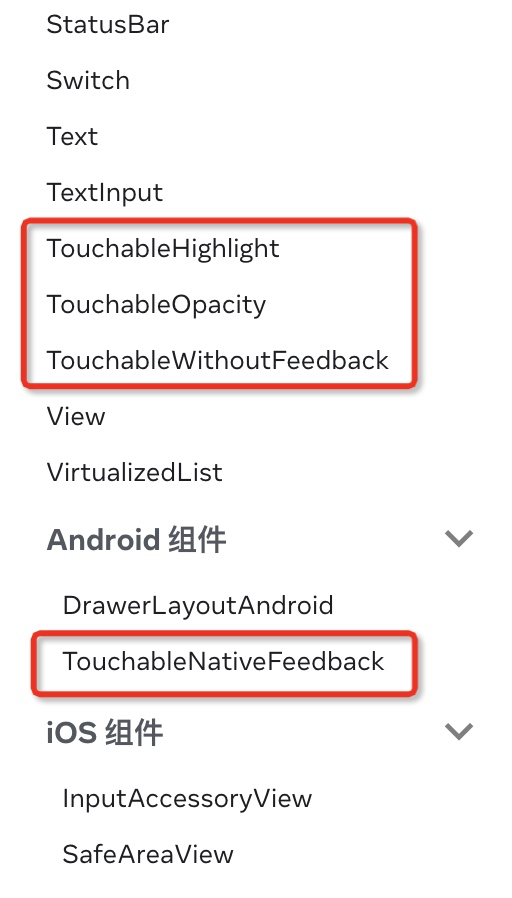 StatusBar
Switch
Text
TextInput
TouchableHighlight
TouchableOpacity
TouchableWithoutFeedback
View
VirtualizedList
Android 组件
DrawerLayoutAndroid
TouchableNativeFeedback
iOS 组件
InputAccessoryView
SafeAreaView